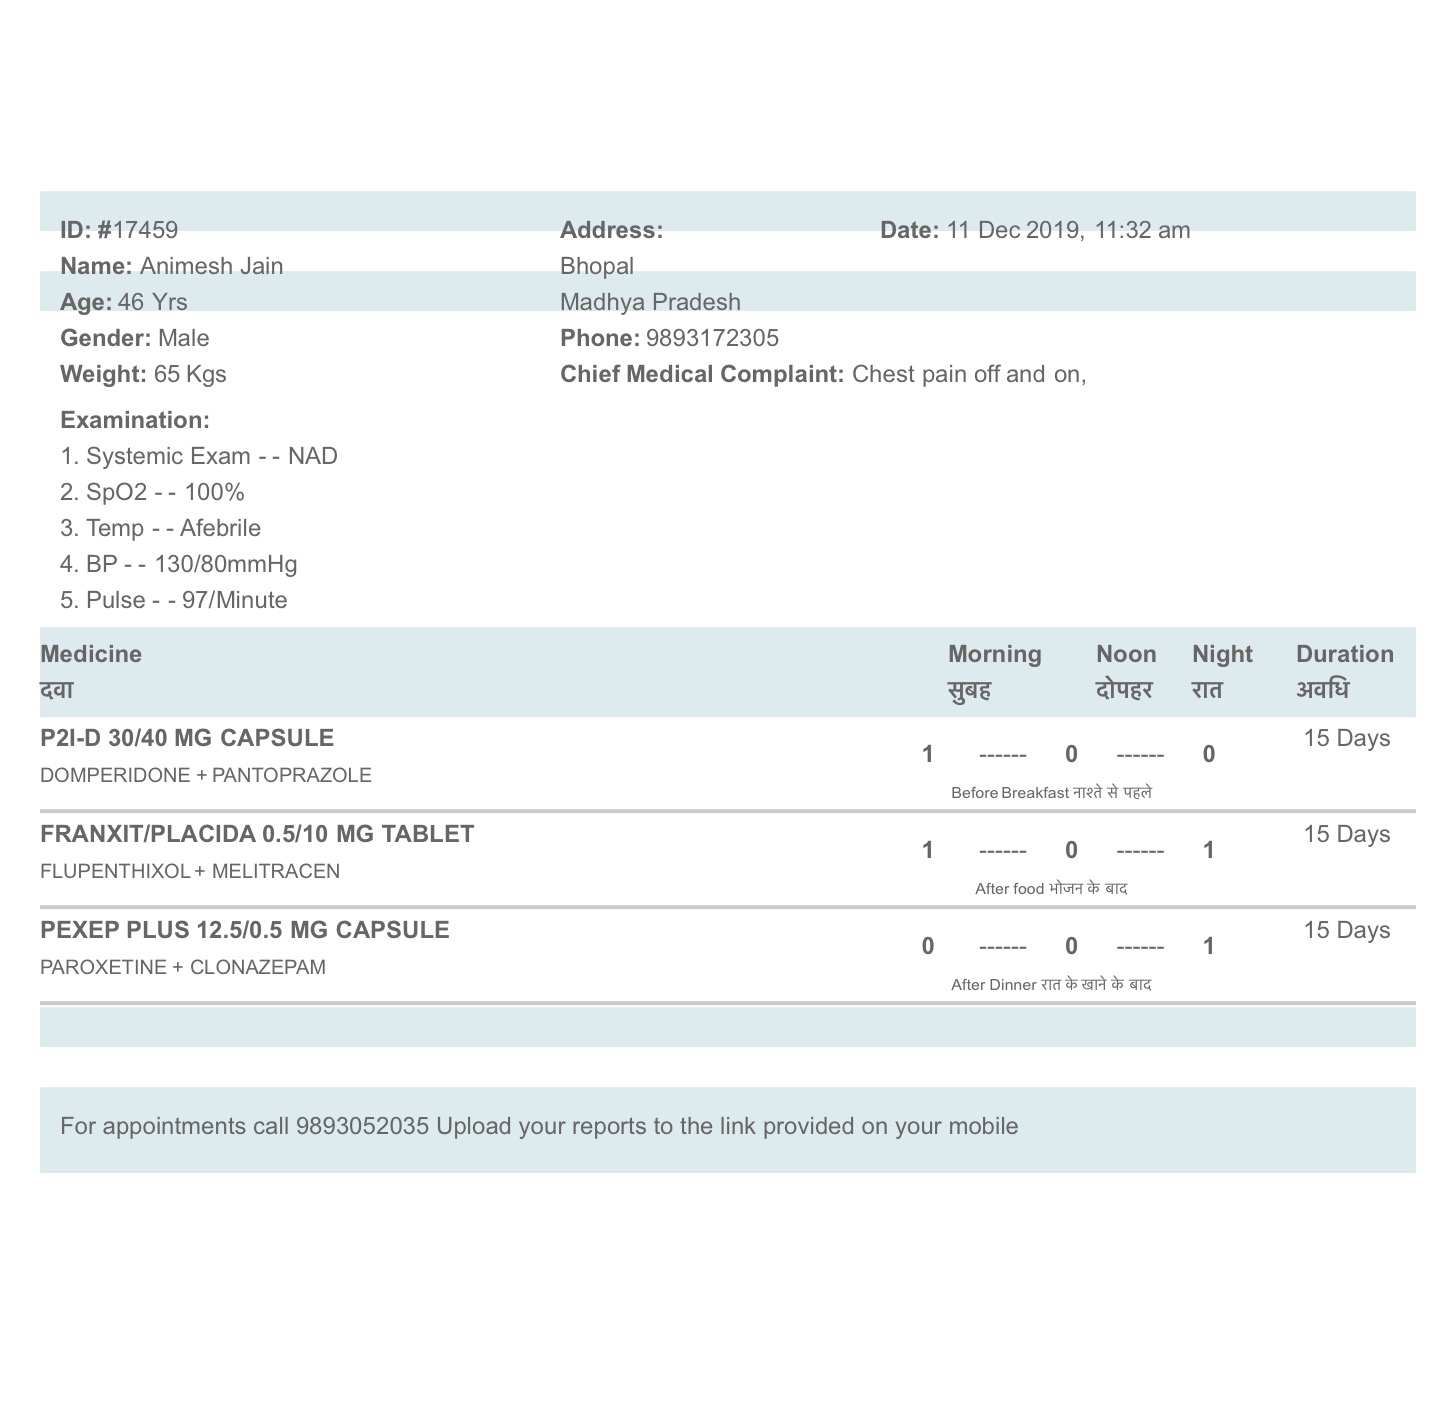 ID: #17459 Address: Date: 11 Dec 2019, 11:32 am
Name: Animesh Jain Bhopal
Age: 46 Yrs Madhya Pradesh
Gender: Male Phone: 9893172305
Weight: 65 Kgs Chief Medical Complaint: Chest pain off and on,
Examination:
1. Systemic Exam - - NAD
2. SpO2 - - 100%
3. Temp - - Afebrile
4. BP - - 130/80mmHg
5. Pulse - - 97/Minute
Medicine Morning Noon Night Duration
दवा सुबह दोपहर रात अवधि
P2I-D 30/40 MG CAPSULE 15 Days
1 ------ 0 ------ 0
DOMPERIDONE + PANTOPRAZOLE
Before Breakfast नाश्ते से पहले
FRANXIT/PLACIDA 0.5/10 MG TABLET 15 Days
1 ------ 0 ------ 1
FLUPENTHIXOL + MELITRACEN
After food भोजन के बाद
PEXEP PLUS 12.5/0.5 MG CAPSULE 15 Days
0 ------ 0 ------ 1
PAROXETINE + CLONAZEPAM
After Dinner रात के खाने के बाद
For appointments call 9893052035 Upload your reports to the link provided on your mobile